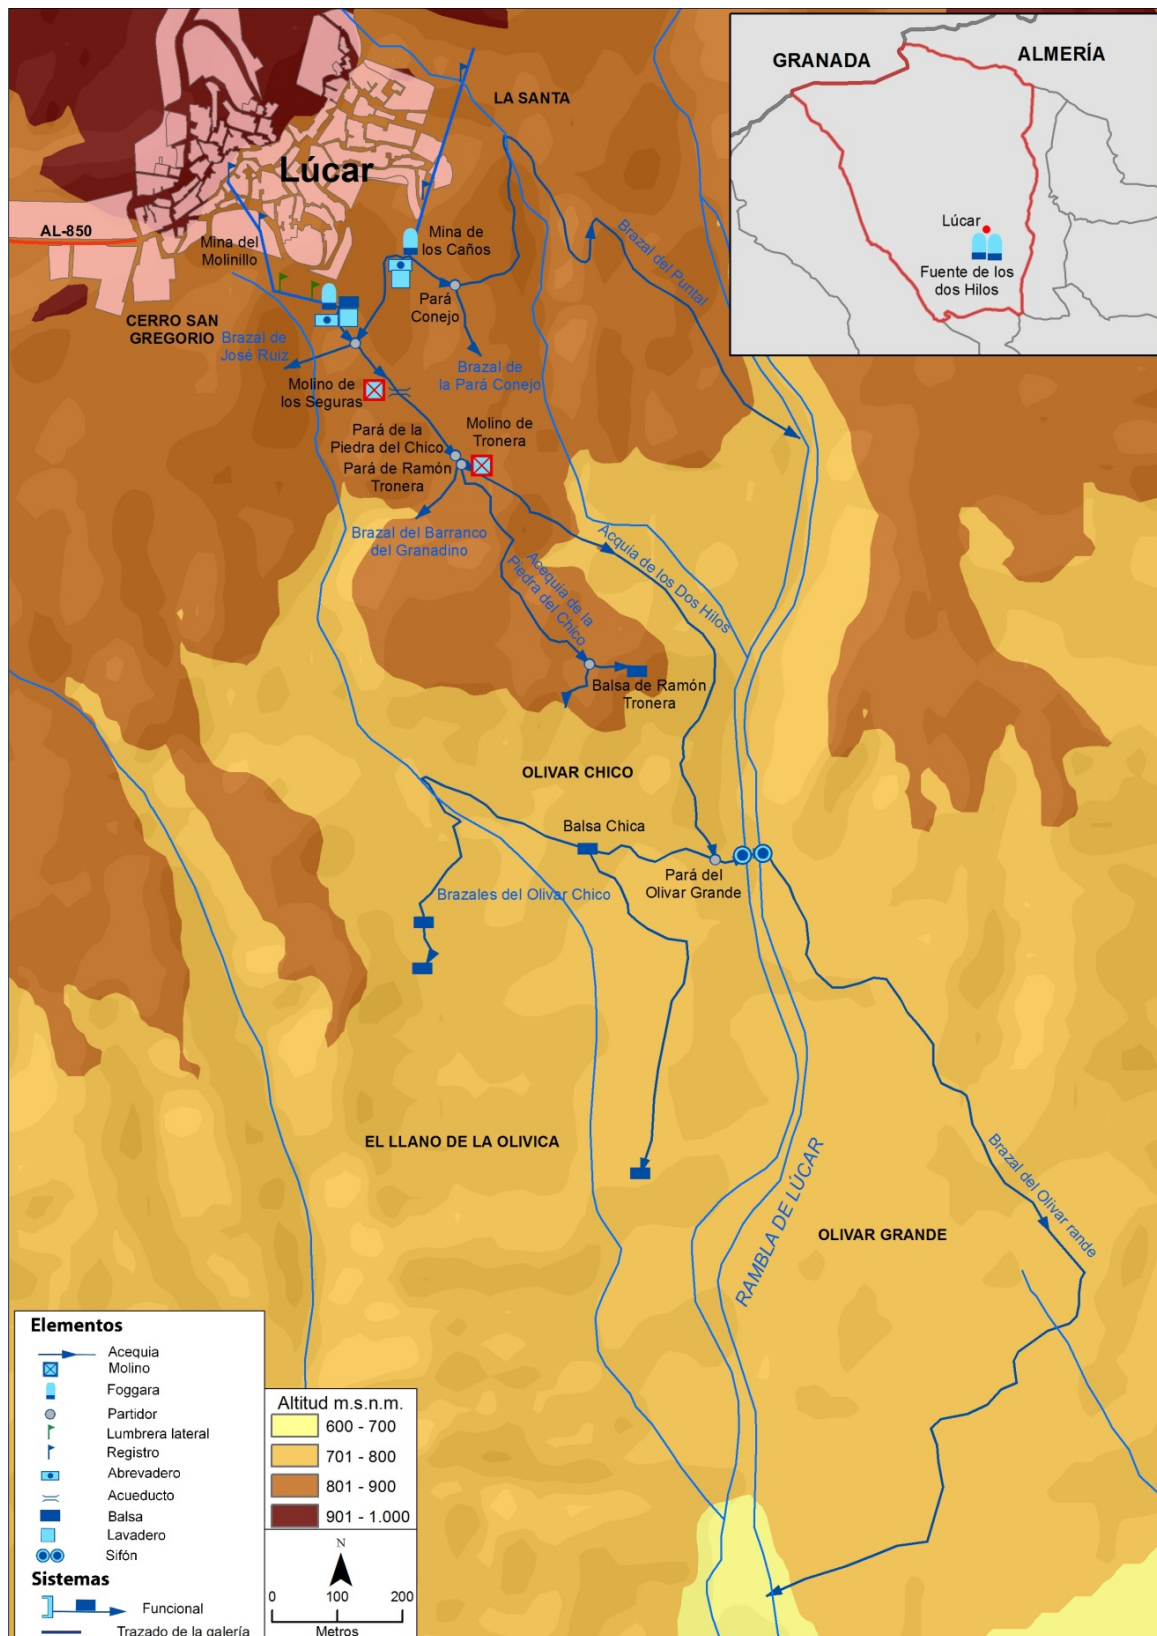 GRANADA
ALMERÍA
Lúcar
Fuente de los
dos Hilos
LA SANTA
Lúcar
AL-850
Mina del
Molinillo
Mina de
los Caños
Pará
Conejo
Brazal del Puntal
CERRO SAN
GREGORIO
Brazal de
José Ruiz
Brazal de
la Pará Conejo
Molino de
los Seguras
Molino de
Tronera
Pará de la
Piedra del Chico
Pará de Ramón
Tronera
Brazal del Barranco
del Granadino
Acequia de la
Piedra del Chico
Acquia de los Dos Hilos
Balsa de Ramón
Tronera
OLIVAR CHICO
Balsa Chica
Pará del
Olivar Grande
Brazales del Olivar Chico
EL LLANO DE LA OLIVICA
RAMBLA DE LÚCAR
OLIVAR GRANDE
Brazal del Olivar rande
Elementos
Acequia
Molino
Foggara
Partidor
Lumbrera lateral
Registro
Abrevadero
Acueducto
Balsa
Lavadero
Sifón
Sistemas
Funcional
Trazado de la galería
Altitud m.s.n.m.
600 - 700
701 - 800
801 - 900
901 - 1.000
N
0 100 200
Metros